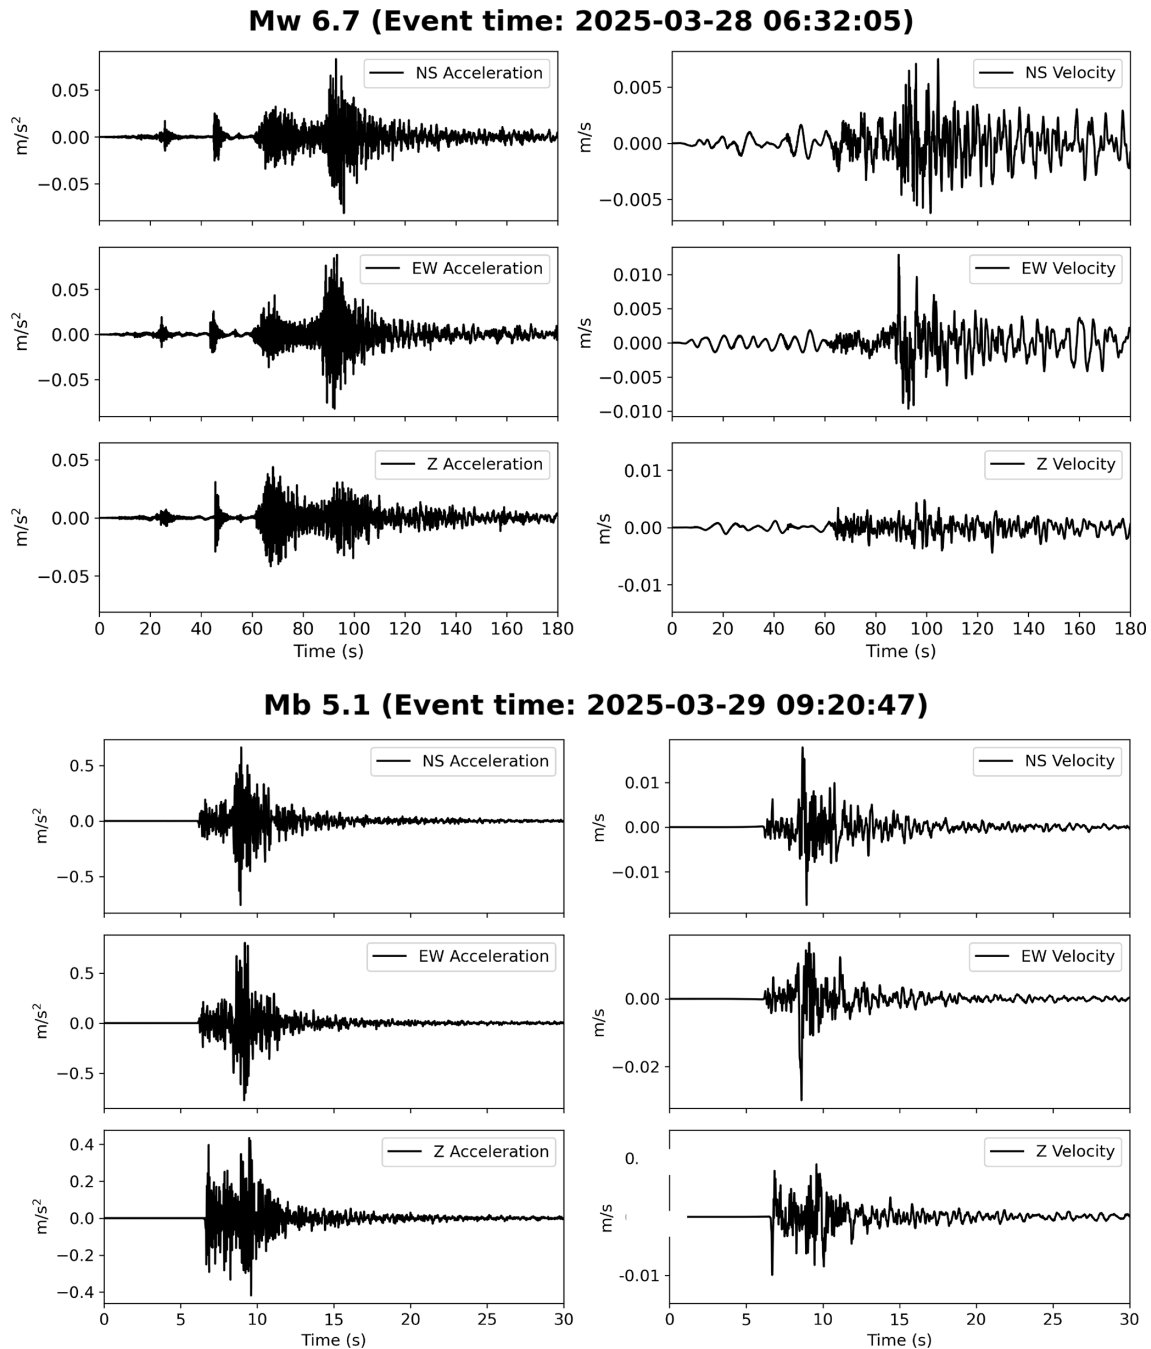 Mw 6.7 (Event time: 2025-03-28 06:32:05)
NS Acceleration
0.05
0.00
−0.05
m/s²
NS Velocity
0.005
0.000
−0.005
m/s
EW Acceleration
0.05
0.00
−0.05
m/s²
EW Velocity
0.010
0.005
0.000
−0.005
−0.010
m/s
Z Acceleration
0.05
0.00
−0.05
m/s²
0 20 40 60 80 100 120 140 160 180
Time (s)
Z Velocity
0.01
0.00
-0.01
m/s
0 20 40 60 80 100 120 140 160 180
Time (s)
Mb 5.1 (Event time: 2025-03-29 09:20:47)
NS Acceleration
0.5
0.0
−0.5
m/s²
NS Velocity
0.01
0.00
−0.01
m/s
EW Acceleration
0.5
0.0
−0.5
m/s²
EW Velocity
0.00
−0.02
m/s
Z Acceleration
0.4
0.2
0.0
−0.2
−0.4
m/s²
0 5 10 15 20 25 30
Time (s)
Z Velocity
0.
-0.01
m/s
0 5 10 15 20 25 30
Time (s)